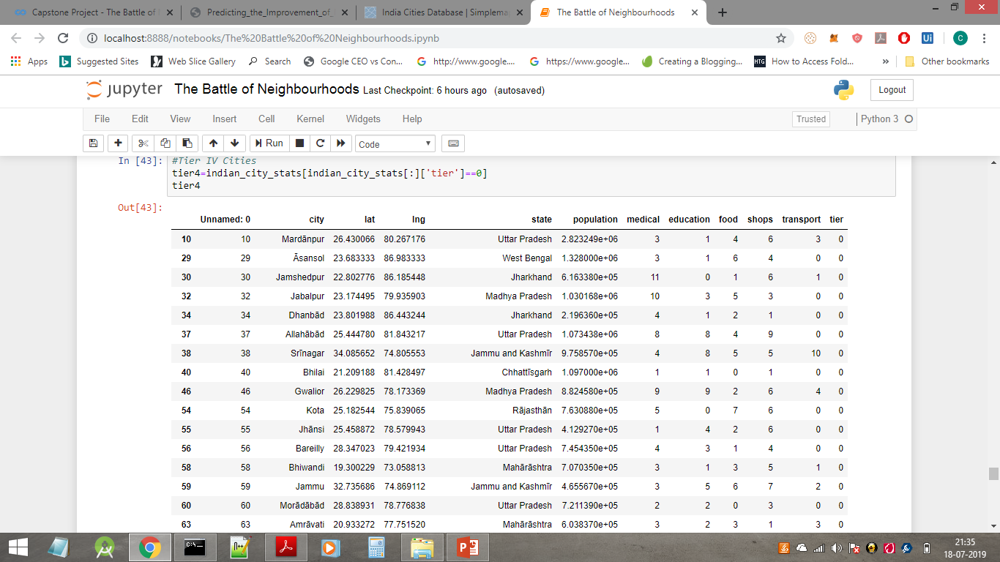 Capstone Project - The Battle of
Predicting_the_Improvement_of_
India Cities Database | Simplema
The Battle of Neighbourhoods
localhost:8888/notebooks/The%20Battle%20of%20Neighbourhoods.ipynb
Ui
C
Apps
Suggested Sites
Web Slice Gallery
Search
Google CEO vs Con...
http://www.google....
https://www.google...
Creating a Blogging...
HTG How to Access Fold...
»
Other bookmarks
jupyter The Battle of Neighbourhoods Last Checkpoint: 6 hours ago (autosaved)
Logout
File Edit View Insert Cell Kernel Widgets Help
Trusted
Python 3
Run
Code
In [43]: #Tier IV Cities
tier4=indian_city_stats[indian_city_stats[:]['tier']==0]
tier4
Out[43]:
Unnamed: 0 city lat lng state population medical education food shops transport tier
10 10 Mardānpur 26.430066 80.267176 Uttar Pradesh 2.823249e+06 3 1 4 6 3 0
29 29 Āsansol 23.683333 86.983333 West Bengal 1.328000e+06 3 1 6 4 0 0
30 30 Jamshedpur 22.802776 86.185448 Jharkhand 6.163380e+05 11 0 1 6 1 0
32 32 Jabalpur 23.174495 79.935903 Madhya Pradesh 1.030168e+06 10 3 5 3 0 0
34 34 Dhanbād 23.801988 86.443244 Jharkhand 2.196360e+05 4 1 2 1 0 0
37 37 Allahābād 25.444780 81.843217 Uttar Pradesh 1.073438e+06 8 8 4 9 0 0
38 38 Srīnagar 34.085652 74.805553 Jammu and Kashmīr 9.758570e+05 4 8 5 5 10 0
40 40 Bhilai 21.209188 81.428497 Chhattīsgarh 1.097000e+06 1 1 0 1 0 0
46 46 Gwalior 26.229825 78.173369 Madhya Pradesh 8.824580e+05 9 9 2 6 4 0
54 54 Kota 25.182544 75.839065 Rājasthān 7.630880e+05 5 0 7 6 0 0
55 55 Jhānsi 25.458872 78.579943 Uttar Pradesh 4.129270e+05 1 4 2 6 0 0
56 56 Bareilly 28.347023 79.421934 Uttar Pradesh 7.454350e+05 4 3 1 4 0 0
58 58 Bhiwandi 19.300229 73.058813 Mahārāshtra 7.070350e+05 3 1 3 5 1 0
59 59 Jammu 32.735686 74.869112 Jammu and Kashmīr 4.655670e+05 3 5 6 7 2 0
60 60 Morādābād 28.838931 78.776838 Uttar Pradesh 7.211390e+05 2 2 0 3 0 0
63 63 Amrāvati 20.933272 77.751520 Mahārāshtra 6.038370e+05 3 2 3 1 3 0
21:35
18-07-2019